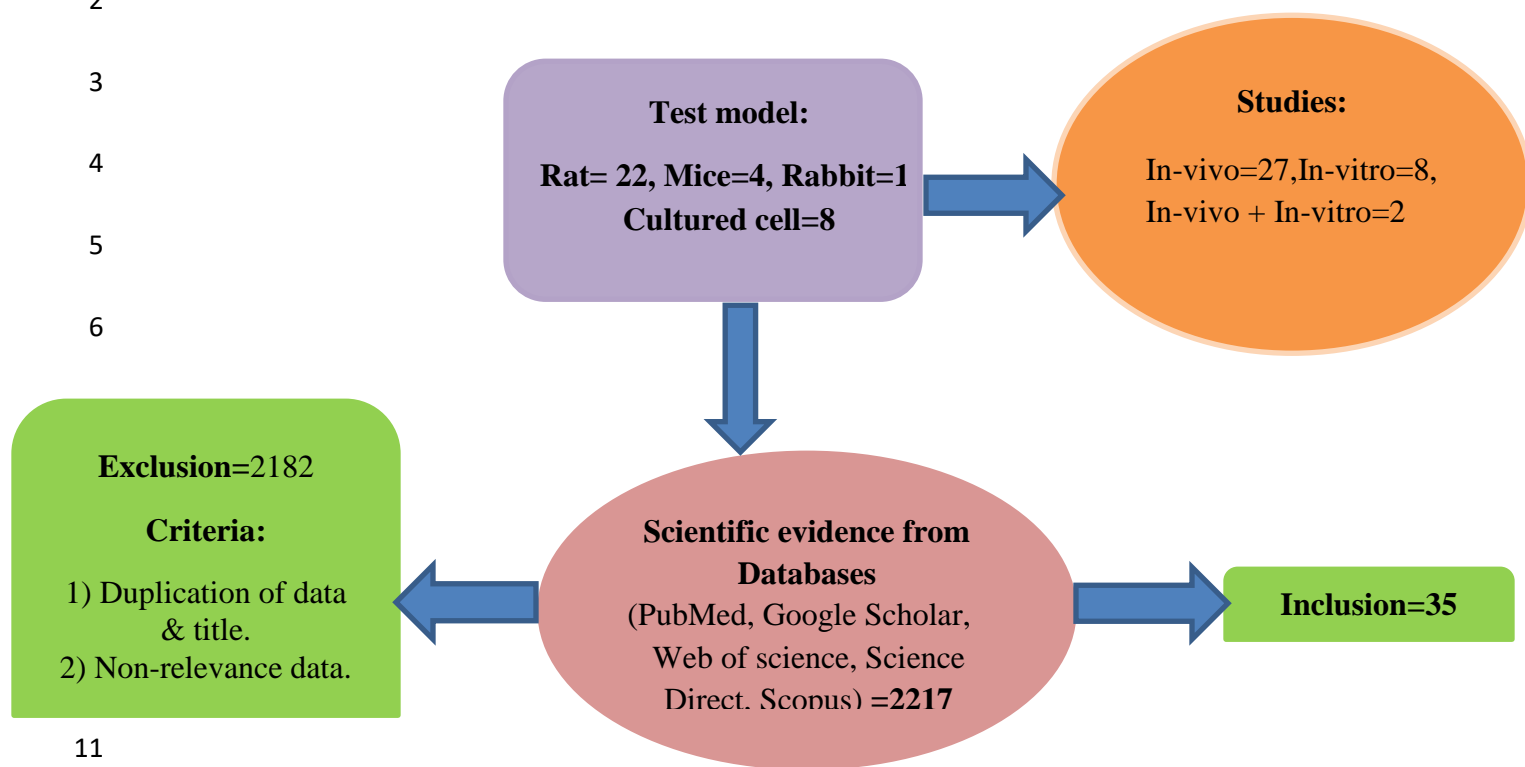 2
3
4
5
6
11
Test model:
Rat= 22, Mice=4, Rabbit=1
Cultured cell=8
Studies:
In-vivo=27,In-vitro=8,
In-vivo + In-vitro=2
Exclusion=2182
Criteria:
1) Duplication of data
& title.
2) Non-relevance data.
Scientific evidence from
Databases
(PubMed, Google Scholar,
Web of science, Science
Direct, Scopus) =2217
Inclusion=35